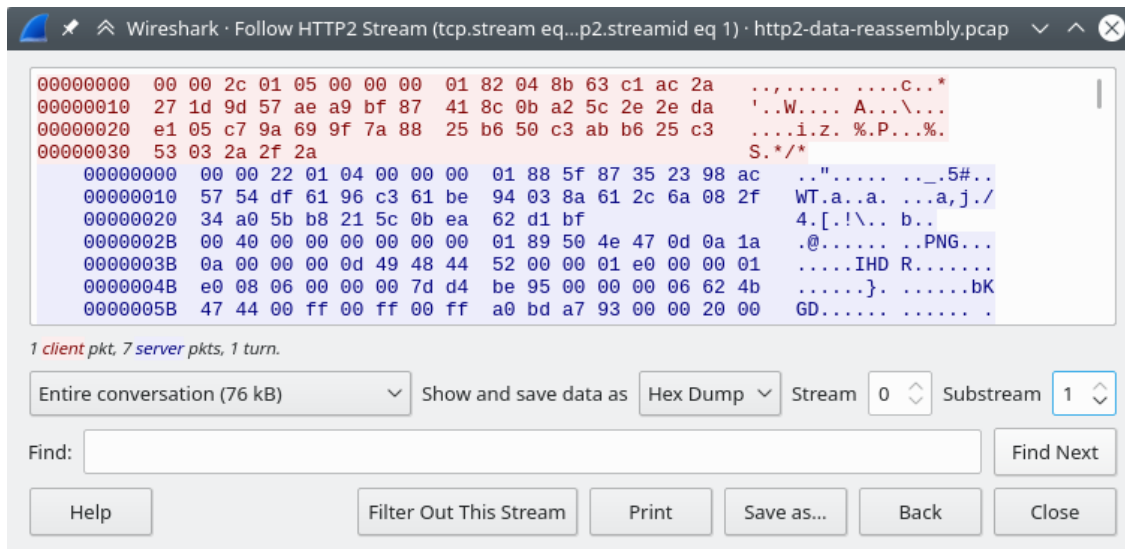 Wireshark · Follow HTTP2 Stream (tcp.stream eq...p2.streamid eq 1) · http2-data-reassembly.pcap
00000000  00 00 2c 01 05 00 00 00  01 82 04 8b 63 c1 ac 2a   ..,..... ....c..*
00000010  27 1d 9d 57 ae a9 bf 87  41 8c 0b a2 5c 2e 2e da   '..W.... A...\...
00000020  e1 05 c7 9a 69 9f 7a 88  25 b6 50 c3 ab b6 25 c3   ....i.z. %.P...%.
00000030  53 03 2a 2f 2a   S.*/*
00000000  00 00 22 01 04 00 00 00  01 88 5f 87 35 23 98 ac   .."..... .._.5#..
00000010  57 54 df 61 96 c3 61 be  94 03 8a 61 2c 6a 08 2f   WT.a..a. ...a,j./
00000020  34 a0 5b b8 21 5c 0b ea  62 d1 bf   4.[.!\.. b..
0000002B  00 40 00 00 00 00 00 00  01 89 50 4e 47 0d 0a 1a   .@...... ..PNG...
0000003B  0a 00 00 00 0d 49 48 44  52 00 00 01 e0 00 00 01   .....IHD R.......
0000004B  e0 08 06 00 00 00 7d d4  be 95 00 00 00 06 62 4b   ......}. ......bK
0000005B  47 44 00 ff 00 ff 00 ff  a0 bd a7 93 00 00 20 00   GD...... ...... .
1 client pkt, 7 server pkts, 1 turn.
Entire conversation (76 kB) Show and save data as Hex Dump Stream 0 Substream 1
Find: Find Next
Help Filter Out This Stream Print Save as... Back Close